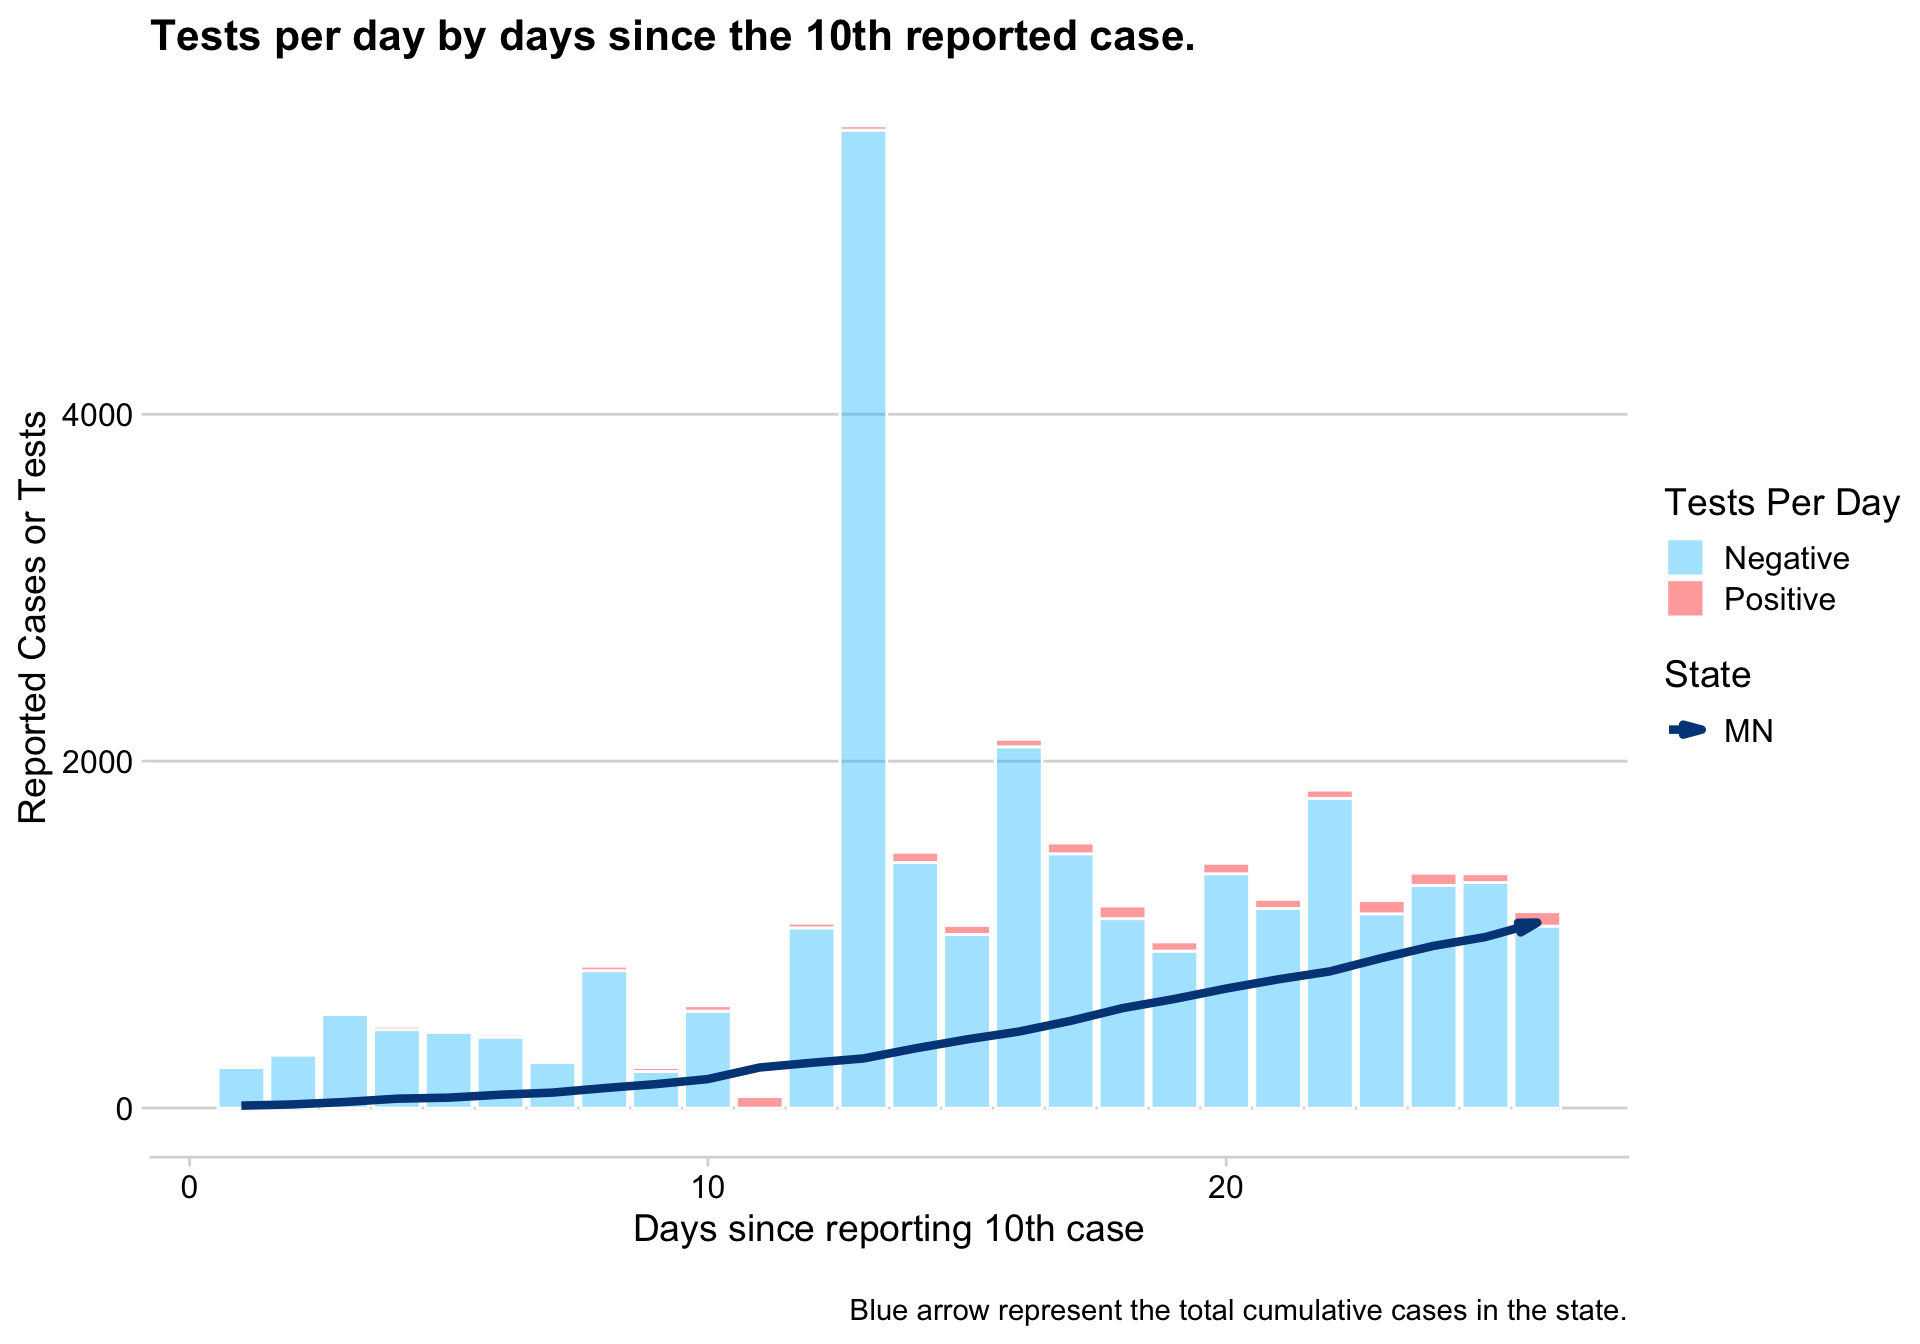 Tests per day by days since the 10th reported case.
Reported Cases or Tests
4000
2000
0
0
10
20
Days since reporting 10th case
Tests Per Day
Negative
Positive
State
MN
Blue arrow represent the total cumulative cases in the state.